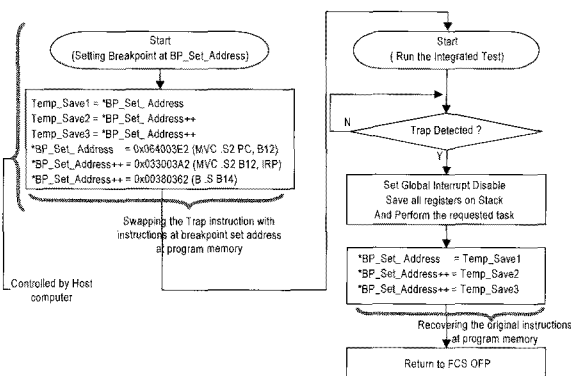 Start
(Setting Breakpoint at BP_Set_Address)
Temp_Save1 = *BP_Set_ Address
Temp_Save2 = *BP_Set_ Address++
Temp_Save3 = *BP_Set_ Address++
*BP_Set_ Address = 0x064003E2 (MVC .S2 PC, B12)
*BP_Set_Address++ = 0x033003A2 (MVC .S2 B12, IRP)
*BP_Set_Address++ = 0x00380362 (B .S B14)
Swapping the Trap instruction with
instructions at breakpoint set address
at program memory
Controlled by Host
computer
Start
( Run the Integrated Test)
N
Trap Detected ?
Y
Set Global Interrupt Disable
Save all registers on Stack
And Perform the requested task
*BP_Set_ Address = Temp_Save1
*BP_Set_Address++ = Temp_Save2
*BP_Set_Address++ = Temp_Save3
Recovering the original instructions
at program memory
Return to FCS OFP